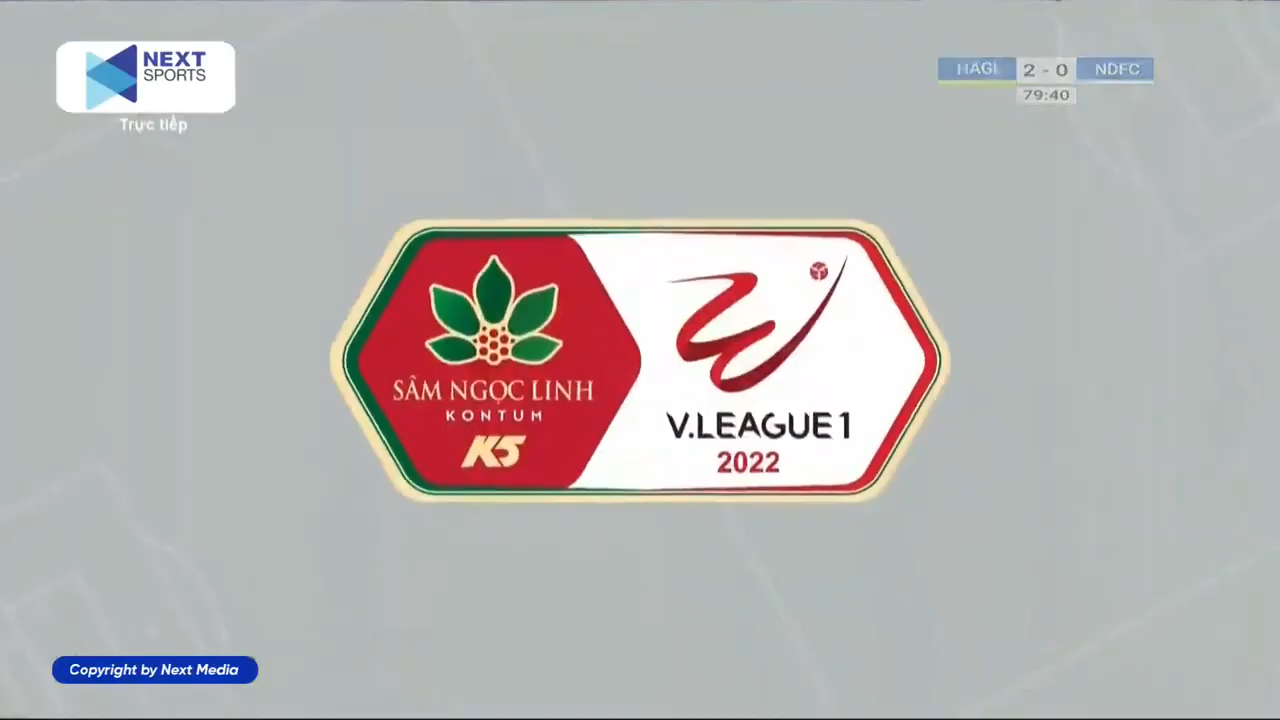 NEXT
SPORTS
Trực tiếp
HAGL 2 - 0 NDFC
79:40
SÂM NGỌC LINH
KONTUM
K5
V.LEAGUE 1
2022
Copyright by Next Media